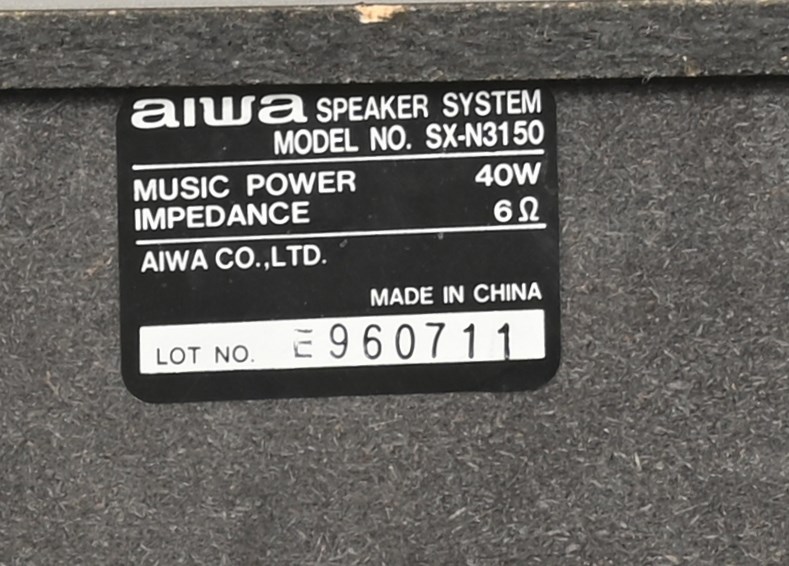 aiwa SPEAKER SYSTEM
MODEL NO. SX-N3150
MUSIC POWER 40W
IMPEDANCE 6Ω
AIWA CO.,LTD.
MADE IN CHINA
LOT NO. E960711